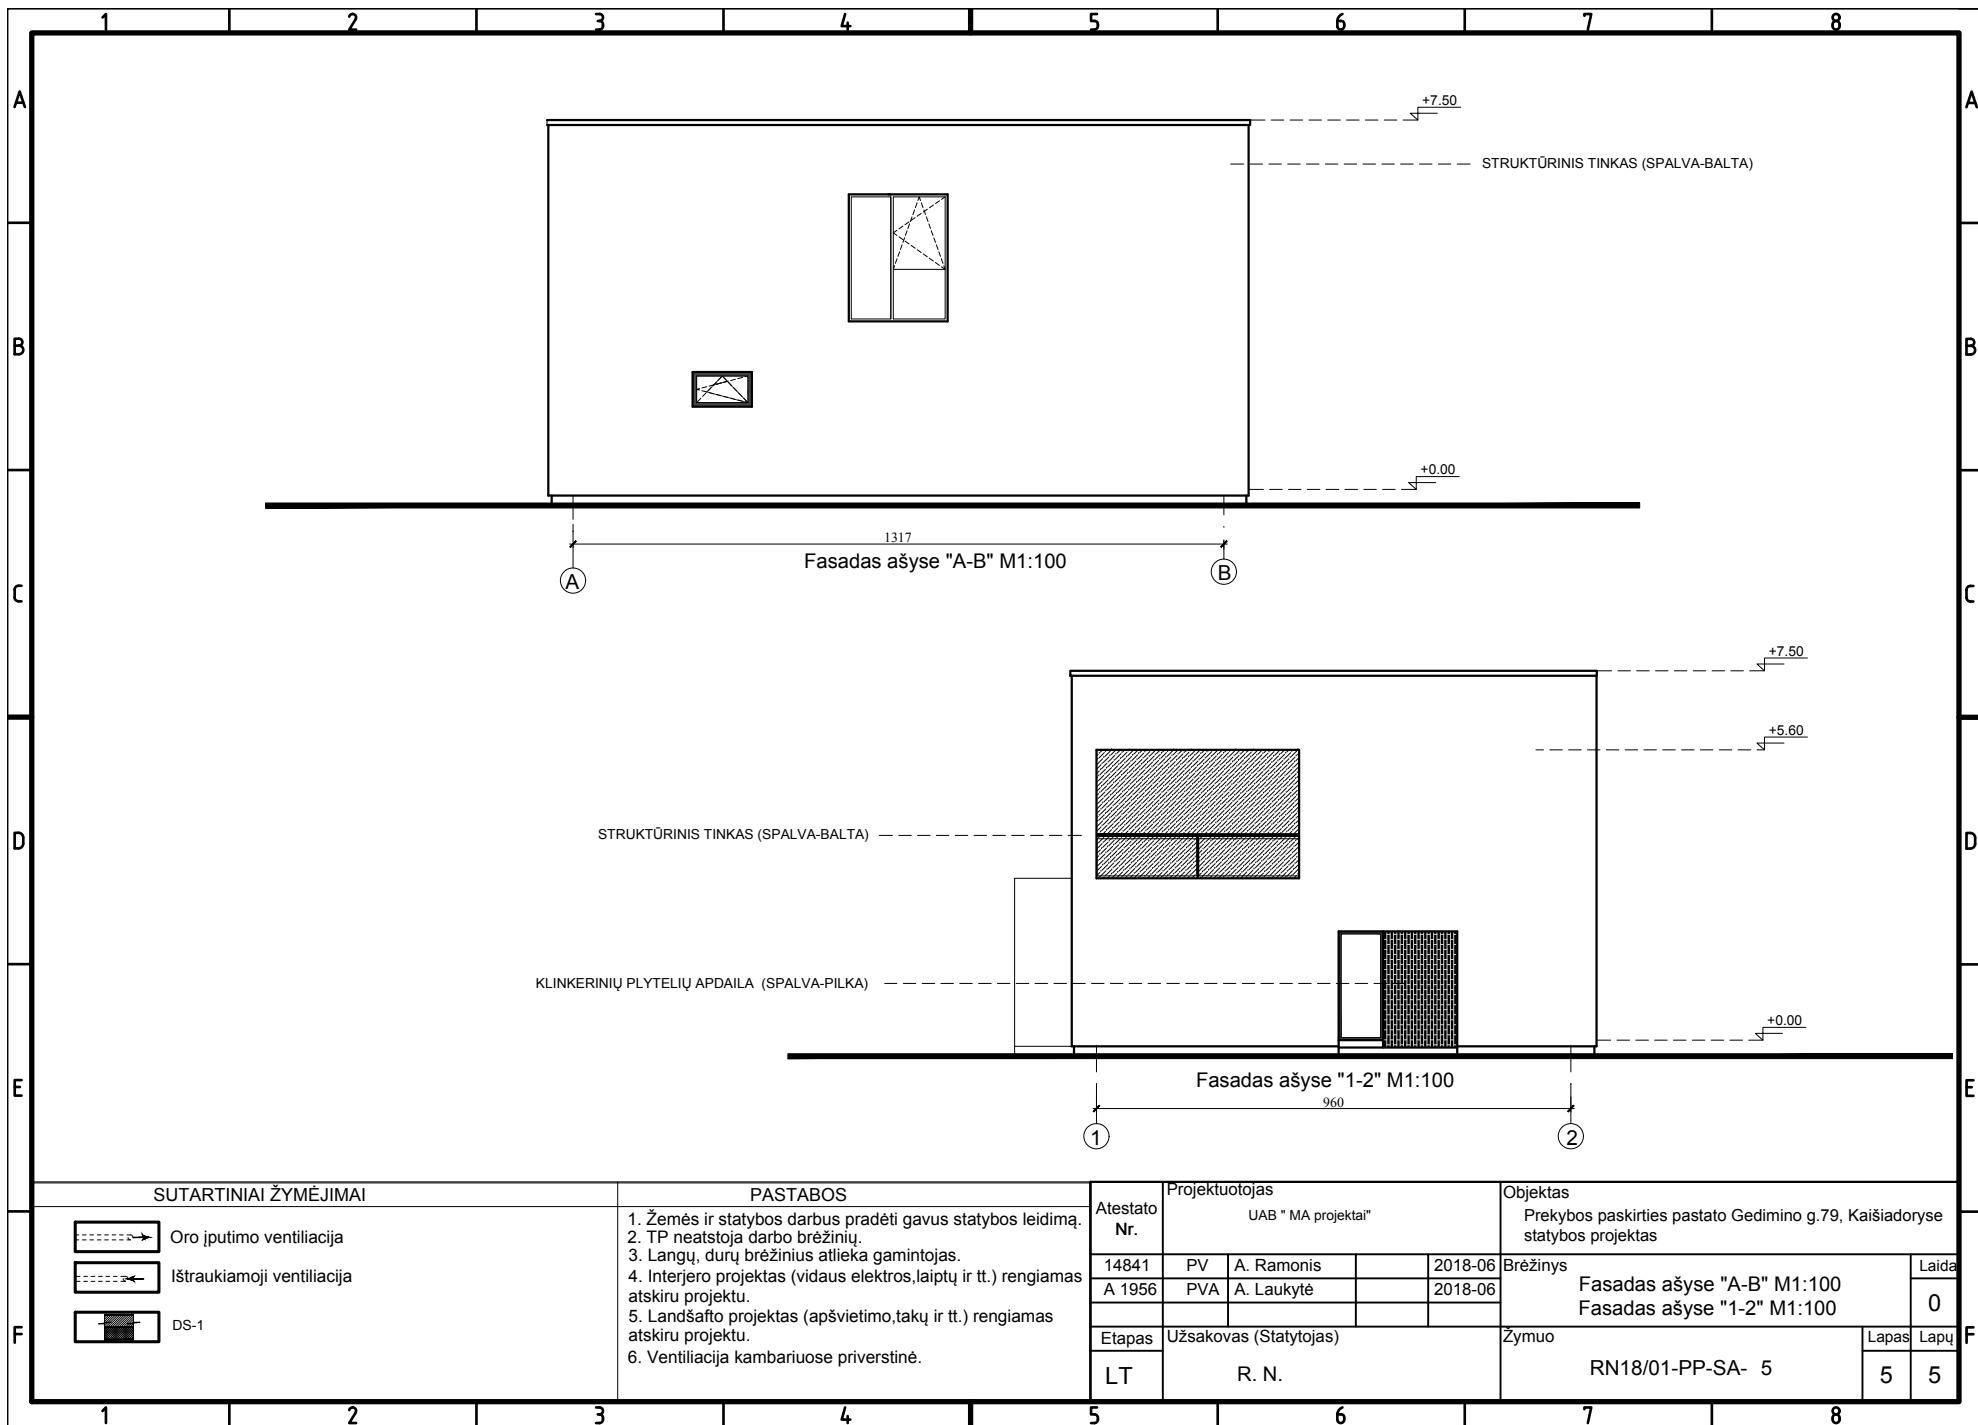 1 2 3 4 5 6 7 8
A
A
+7.50
STRUKTŪRINIS TINKAS (SPALVA-BALTA)
B
B
+0.00
1317
Fasadas ašyse "A-B" M1:100
A
B
C
C
+7.50
+5.60
STRUKTŪRINIS TINKAS (SPALVA-BALTA)
D
D
KLINKERINIŲ PLYTELIŲ APDAILA (SPALVA-PILKA)
+0.00
Fasadas ašyse "1-2" M1:100
960
E
E
1
2
SUTARTINIAI ŽYMĖJIMAI
Oro įputimo ventiliacija
Ištraukiamoji ventiliacija
DS-1
PASTABOS
1. Žemės ir statybos darbus pradėti gavus statybos leidimą.
2. TP neatstoja darbo brėžinių.
3. Langų, durų brėžinius atlieka gamintojas.
4. Interjero projektas (vidaus elektros,laiptų ir tt.) rengiamas
atskiru projektu.
5. Landšafto projektas (apšvietimo,takų ir tt.) rengiamas
atskiru projektu.
6. Ventiliacija kambariuose priverstinė.
Atestato
Nr.
Projektuotojas
UAB " MA projektai"
Objektas
Prekybos paskirties pastato Gedimino g.79, Kaišiadoryse
statybos projektas
14841 PV A. Ramonis 2018-06
A 1956 PVA A. Laukytė 2018-06
Brėžinys
Fasadas ašyse "A-B" M1:100
Fasadas ašyse "1-2" M1:100
Laida
0
Etapas
LT
Užsakovas (Statytojas)
R. N.
Žymuo
RN18/01-PP-SA- 5
Lapas
5
Lapų
5
F
F
1 2 3 4 5 6 7 8